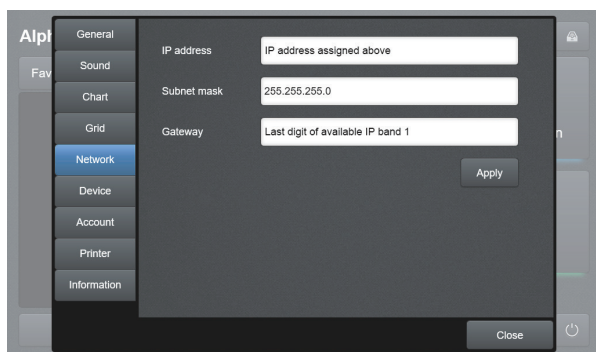 Alph
Fav
General
Sound
Chart
Grid
Network
Device
Account
Printer
Information
IP address
IP address assigned above
Subnet mask
255.255.255.0
Gateway
Last digit of available IP band 1
Apply
Close
n